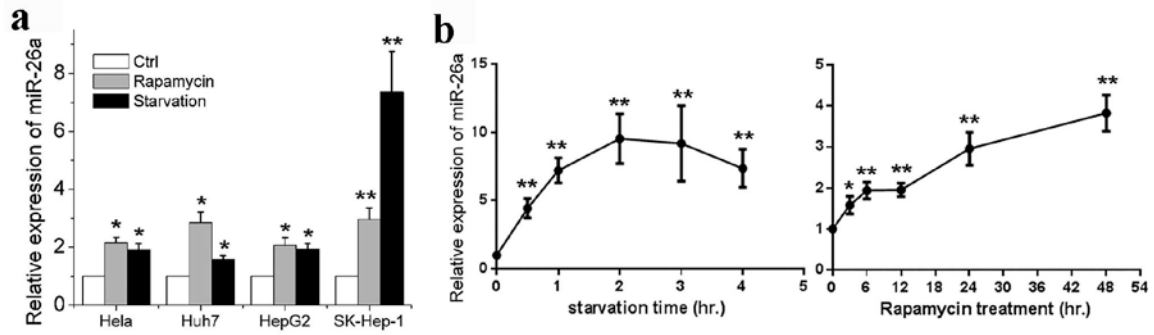 a
Relative expression of miR-26a
8
6
4
2
0
Ctrl
Rapamycin
Starvation
* * * * * * ** **
Hela Huh7 HepG2 SK-Hep-1
b
Relative expression of miR-26a
15
10
5
0
** ** ** ** **
0 1 2 3 4 5
starvation time (hr.)
5
4
3
2
1
0
* ** ** ** **
0 6 12 18 24 30 36 42 48 54
Rapamycin treatment (hr.)